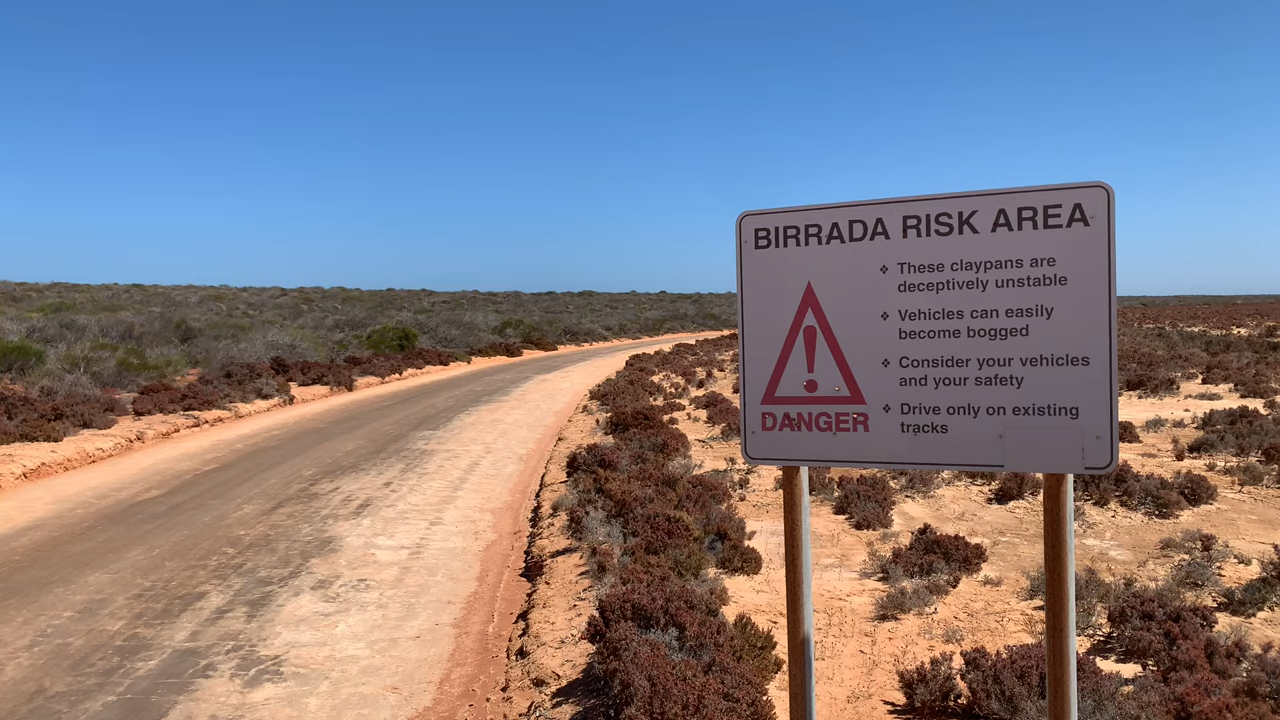 BIRRADA RISK AREA
❖ These claypans are
deceptively unstable
❖ Vehicles can easily
become bogged
❖ Consider your vehicles
and your safety
❖ Drive only on existing
tracks
!
DANGER